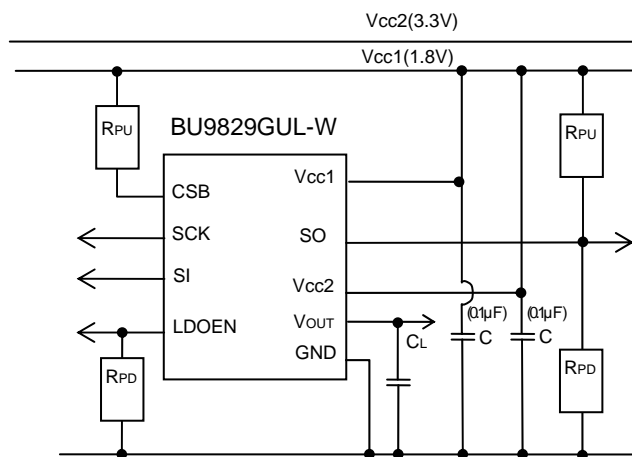 Vcc2(3.3V)
Vcc1(1.8V)
BU9829GUL-W
RPU
RPU
CSB
Vcc1
SCK
SO
SI
Vcc2
(0.1µF)
(0.1µF)
LDOEN
VOUT
GND
CL
C
C
RPD
RPD